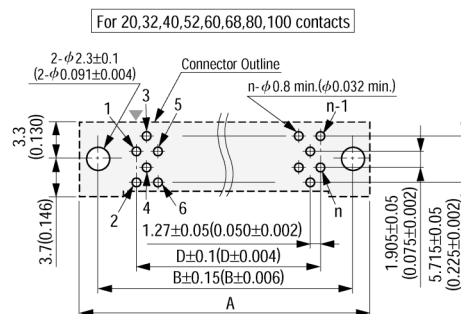 For 20,32,40,52,60,68,80,100 contacts
2-ϕ2.3±0.1
(2-ϕ0.091±0.004)
Connector Outline
n-ϕ0.8 min.(ϕ0.032 min.)
3
1
5
n-1
3.3
(0.130)
3.7(0.146)
2
4
6
n
1.27±0.05(0.050±0.002)
D±0.1(D±0.004)
B±0.15(B±0.006)
A
1.905±0.05
(0.075±0.002)
5.715±0.05
(0.225±0.002)